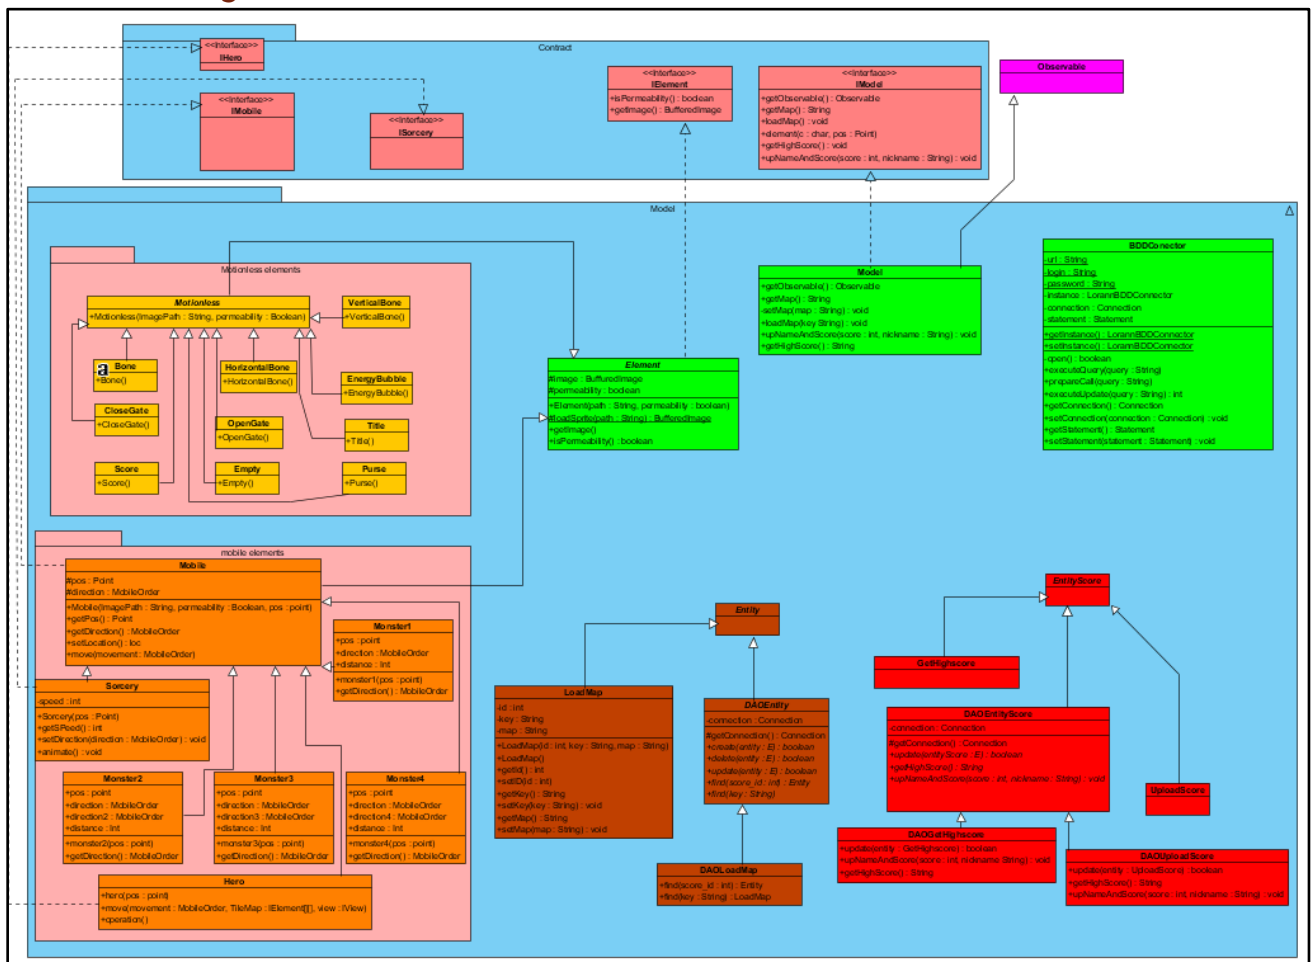 Contract
<<Interface>>
IHero
<<Interface>>
IMobile
<<Interface>>
ISorcery
<<Interface>>
IElement
+isPermeability() : boolean
+getImage() : BufferedImage
<<Interface>>
IModel
+getObservable() : Observable
+getMap() : String
+loadMap() : void
+element(c : char, pos : Point)
+getHighScore() : void
+upNameAndScore(score : int, nickname : String) : void
Observable
Model
Motionless elements
Motionless
+Motionless(ImagePath : String, permeability : Boolean)
VerticalBone
+VerticalBone()
a
Bone
+Bone()
HorizontalBone
+HorizontalBone()
EnergyBubble
+EnergyBubble()
CloseGate
+CloseGate()
OpenGate
+OpenGate()
Title
+Title()
Score
+Score()
Empty
+Empty()
Purse
+Purse()
Element
#image : BufferedImage
#permeability : boolean
+Element(path : String, permeability : boolean)
#loadSprite(path : String) : BufferedImage
+getImage()
+isPermeability() : boolean
Model
+getObservable() : Observable
+getMap() : String
-setMap(map : String) : void
+loadMap(key String) : void
+upNameAndScore(score : int, nickname : String) : void
+getHighScore() : String
BDDConector
-url : String
-login : String
-password : String
-instance : LorannBDDConnector
-connection : Connection
-statement : Statement
+getInstance() : LorannBDDConnector
+setInstance() : LorannBDDConnector
-open() : boolean
+executeQuery(query : String)
+prepareCall(query : String)
+executeUpdate(query : String) : int
+getConnection() : Connection
+setConnection(connection : Connection) : void
+getStatement() : Statement
+setStatement(statement : Statement) : void
mobile elements
Mobile
#pos : Point
#direction : MobileOrder
+Mobile(ImagePath : String, permeability : Boolean, pos : point)
+getPos() : Point
+getDirection() : MobileOrder
+setLocation() : loc
+move(movement : MobileOrder)
Monster1
+pos : point
+direction : MobileOrder
+distance : Int
+monster1(pos : point)
+getDirection() : MobileOrder
Sorcery
-speed : int
+Sorcery(pos : Point)
+getSPeed() : int
+setDirection(direction : MobileOrder) : void
+animate() : void
Monster2
+pos : point
+direction : MobileOrder
+direction2 : MobileOrder
+distance : Int
+monster2(pos : point)
+getDirection() : MobileOrder
Monster3
+pos : point
+direction : MobileOrder
+direction3 : MobileOrder
+distance : Int
+monster3(pos : point)
+getDirection() : MobileOrder
Monster4
+pos : point
+direction : MobileOrder
+direction4 : MobileOrder
+distance : Int
+monster4(pos : point)
+getDirection() : MobileOrder
Hero
+hero(pos : point)
+move(movement : MobileOrder, TileMap : IElement[][], view : IView)
+operation()
Entity
LoadMap
-id : int
-key : String
-map : String
+LoadMap(id : int, key : String, map : String)
+LoadMap()
+getId() : int
+setID(id : int)
+getKey() : String
+setKey(key : String) : void
+getMap() : String
+setMap(map : String) : void
DAOEntity
-connection : Connection
#getConnection() : Connection
+create(entity : E) : boolean
+delete(entity : E) : boolean
+update(entity : E) : boolean
+find(score_id : int) : Entity
+find(key : String)
DAOLoadMap
+find(score_id : int) : Entity
+find(key : String) : LoadMap
EntityScore
GetHighscore
DAOEntityScore
-connection : Connection
#getConnection() : Connection
+update(entityScore : E) : boolean
+getHighScore() : String
+upNameAndScore(score : int, nickname : String) : void
UploadScore
DAOGetHighscore
+update(entity : GetHighscore) : boolean
+upNameAndScore(score : int, nickname String) : void
+getHighScore() : String
DAOUploadScore
+update(entity : UploadScore) : boolean
+getHighScore() : String
+upNameAndScore(score : int, nickname : String) : void